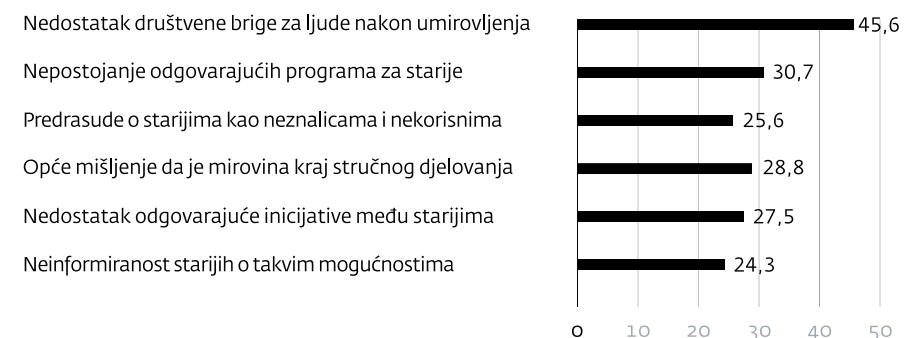 Nedostatak društvene brige za ljude nakon umirovljenja 45,6
Nepostojanje odgovarajućih programa za starije 30,7
Predrasude o starijima kao neznalicama i nekorisnima 25,6
Opće mišljenje da je mirovina kraj stručnog djelovanja 28,8
Nedostatak odgovarajuće inicijative među starijima 27,5
Neinformiranost starijih o takvim mogućnostima 24,3
0 10 20 30 40 50